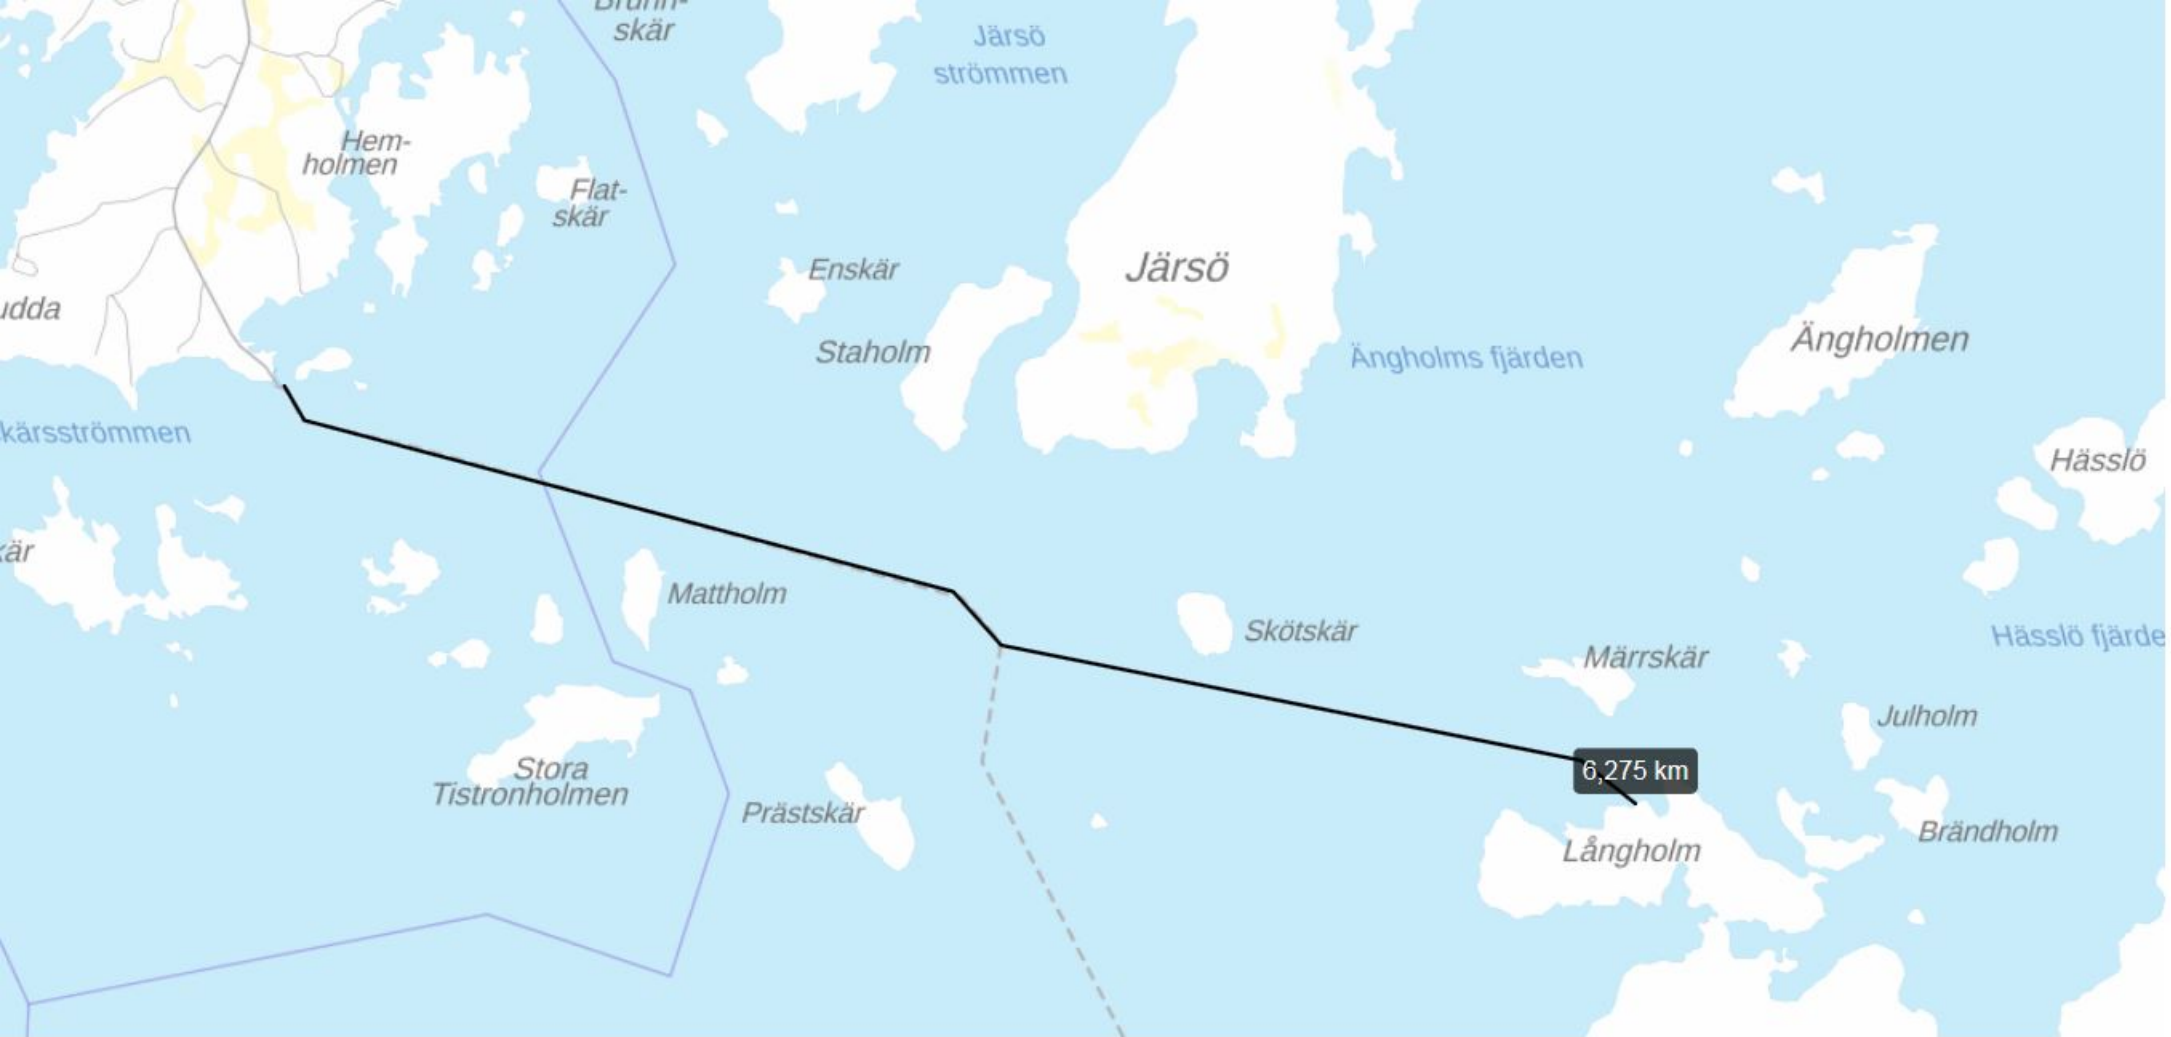 skär
Järsö
strömmen
Hem-
holmen
Flat-
skär
Enskär
Järsö
udda
Staholm
Ängholms fjärden
Ängholmen
kärsströmmen
Hässlö
kär
Mattholm
Skötskär
Märrskär
Hässlö fjärde
Julholm
Stora
Tistronholmen
6,275 km
Prästskär
Långholm
Brändholm